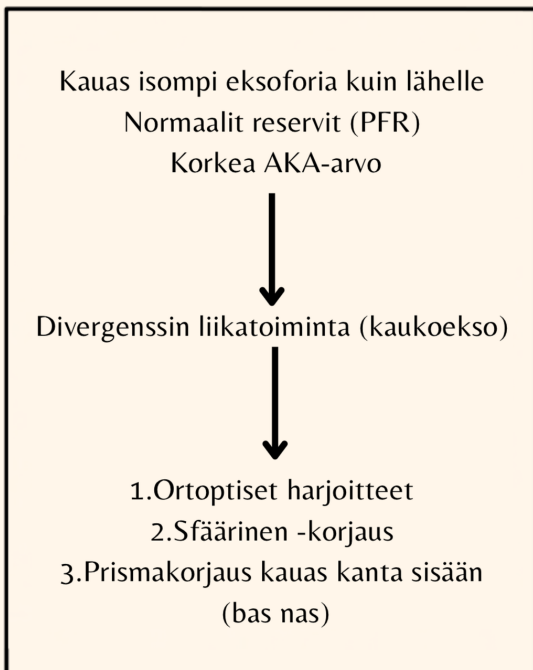 Kauas isompi eksoforia kuin lähelle
Normaalit reservit (PFR)
Korkea AKA-arvo
Divergenssin liikatoiminta (kaukoekso)
1.Ortoptiset harjoitteet
2.Sfäärinen -korjaus
3.Prismakorjaus kauas kanta sisään
(bas nas)